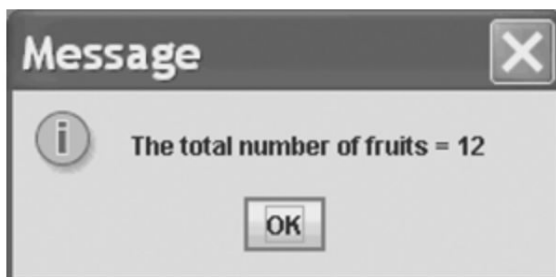 Message
i
The total number of fruits = 12
OK